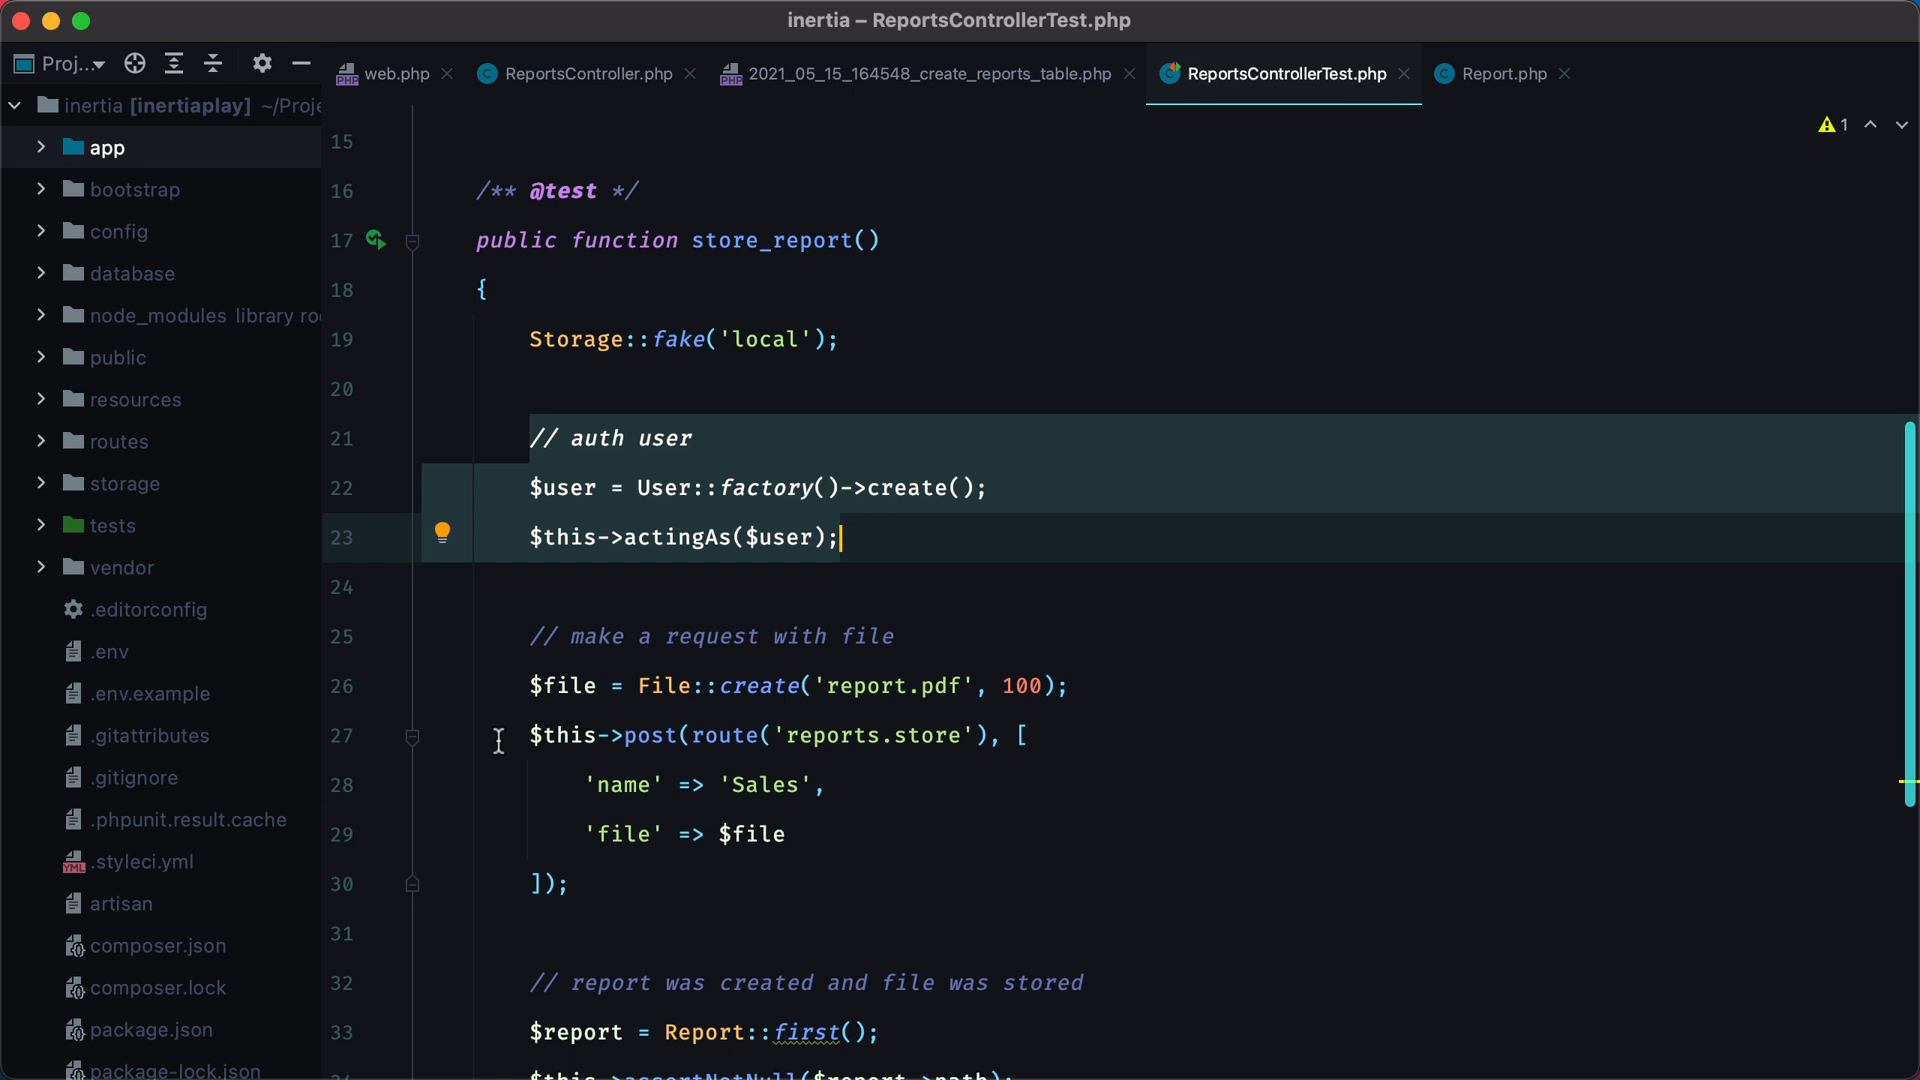 inertia – ReportsControllerTest.php
Proj...
web.php
ReportsController.php
2021_05_15_164548_create_reports_table.php
ReportsControllerTest.php
Report.php
inertia [inertiaplay] ~/Proje
app
bootstrap
config
database
node_modules library ro
public
resources
routes
storage
tests
vendor
.editorconfig
.env
.env.example
.gitattributes
.gitignore
.phpunit.result.cache
.styleci.yml
artisan
composer.json
composer.lock
package.json
package-lock.json
1
15
16 /** @test */
17 public function store_report()
18 {
19 Storage::fake('local');
20
21 // auth user
22 $user = User::factory()->create();
23 $this->actingAs($user);
24
25 // make a request with file
26 $file = File::create('report.pdf', 100);
27 $this->post(route('reports.store'), [
28 'name' => 'Sales',
29 'file' => $file
30 ]);
31
32 // report was created and file was stored
33 $report = Report::first();
$this->assertNotNull($report->path);